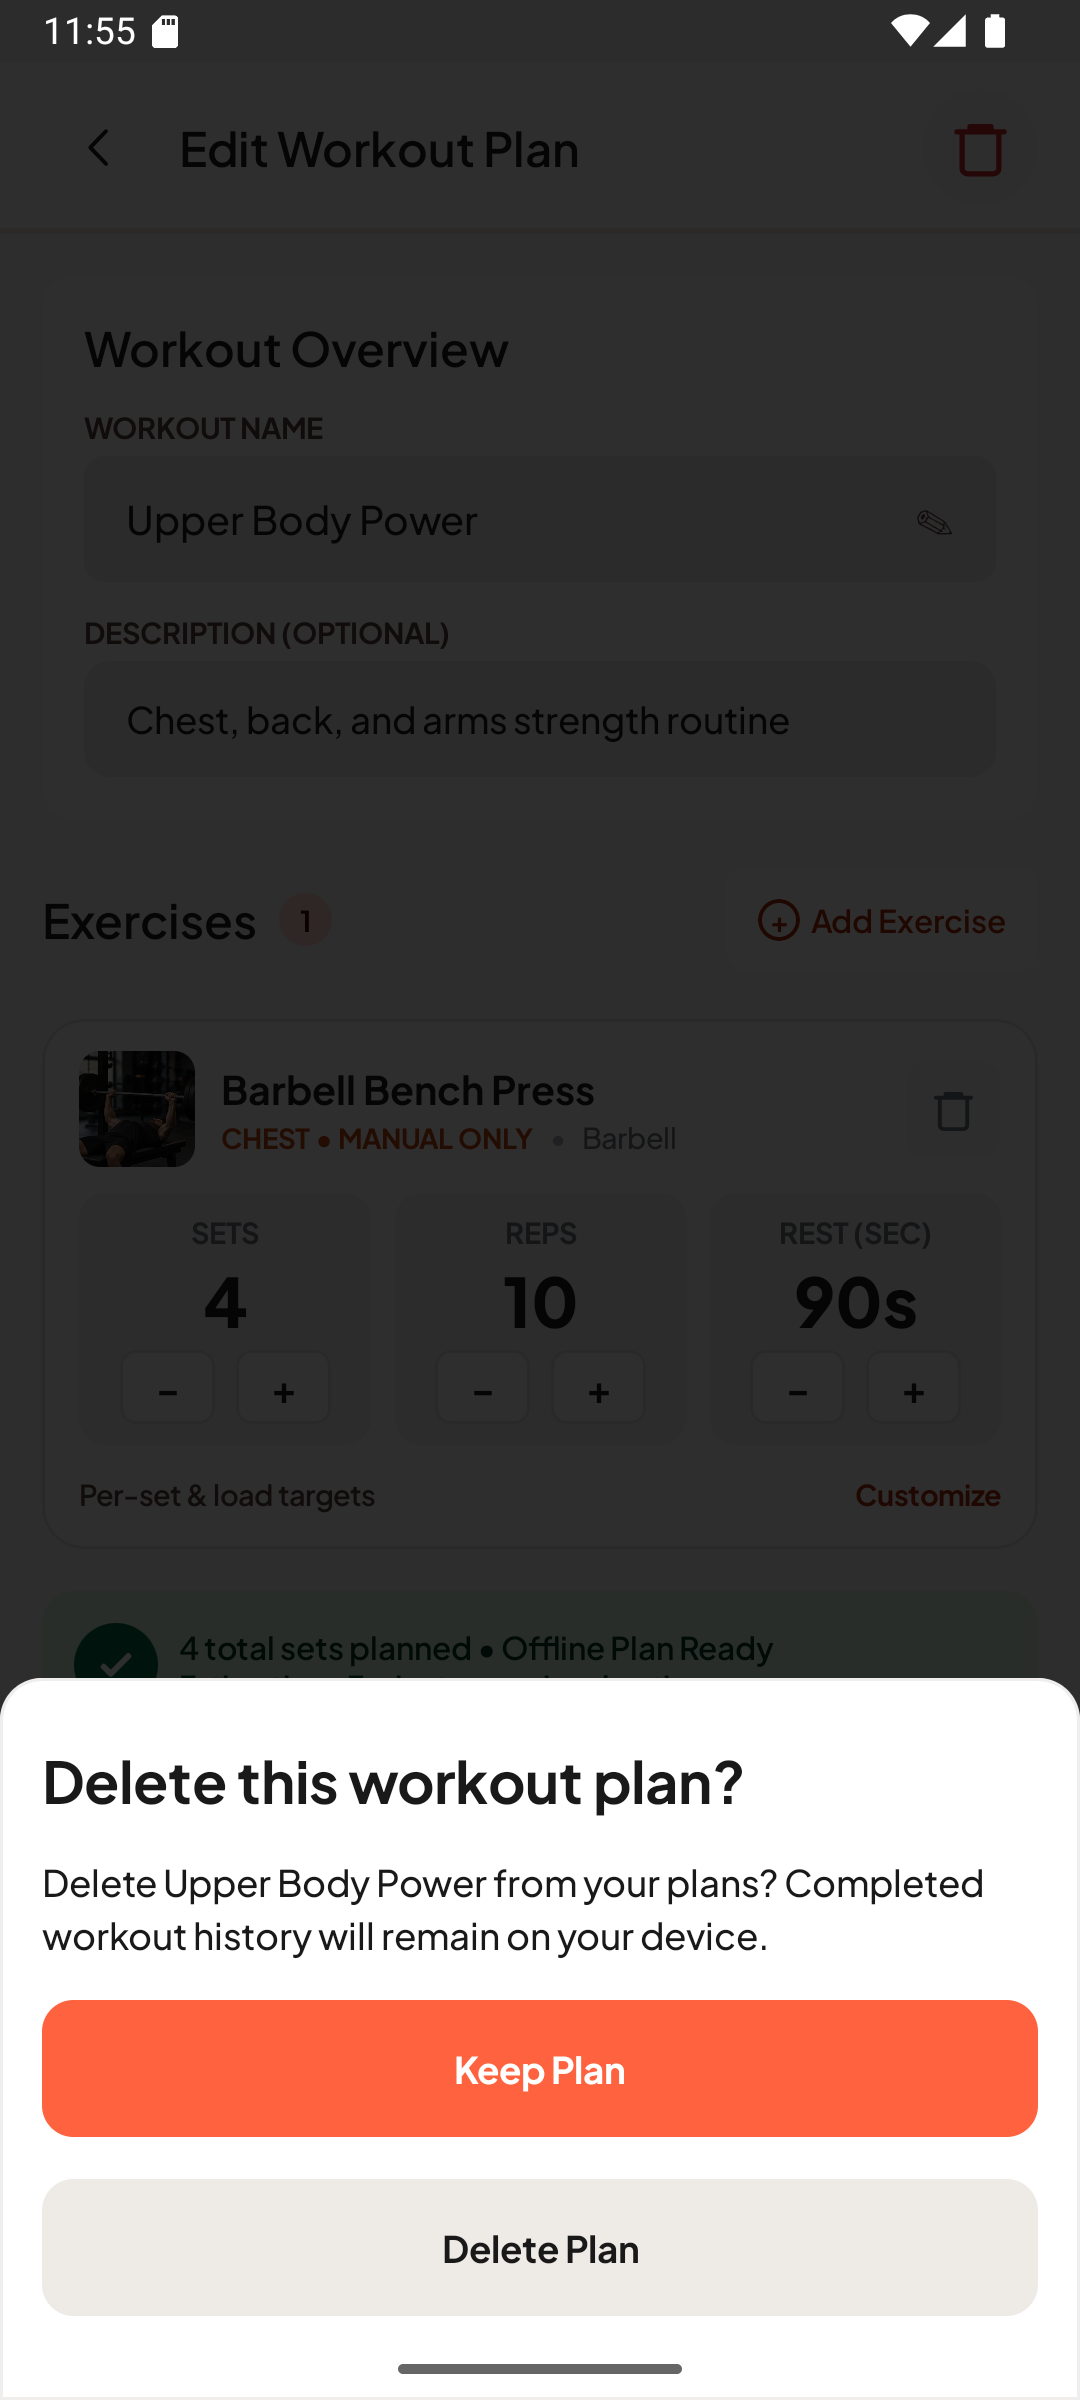 11:55
Edit Workout Plan
Workout Overview
WORKOUT NAME
Upper Body Power
DESCRIPTION (OPTIONAL)
Chest, back, and arms strength routine
Exercises 1
+ Add Exercise
Barbell Bench Press
CHEST • MANUAL ONLY • Barbell
SETS REPS REST (SEC)
4 10 90s
− + − + − +
Per-set & load targets Customize
4 total sets planned • Offline Plan Ready
Delete this workout plan?
Delete Upper Body Power from your plans? Completed
workout history will remain on your device.
Keep Plan
Delete Plan